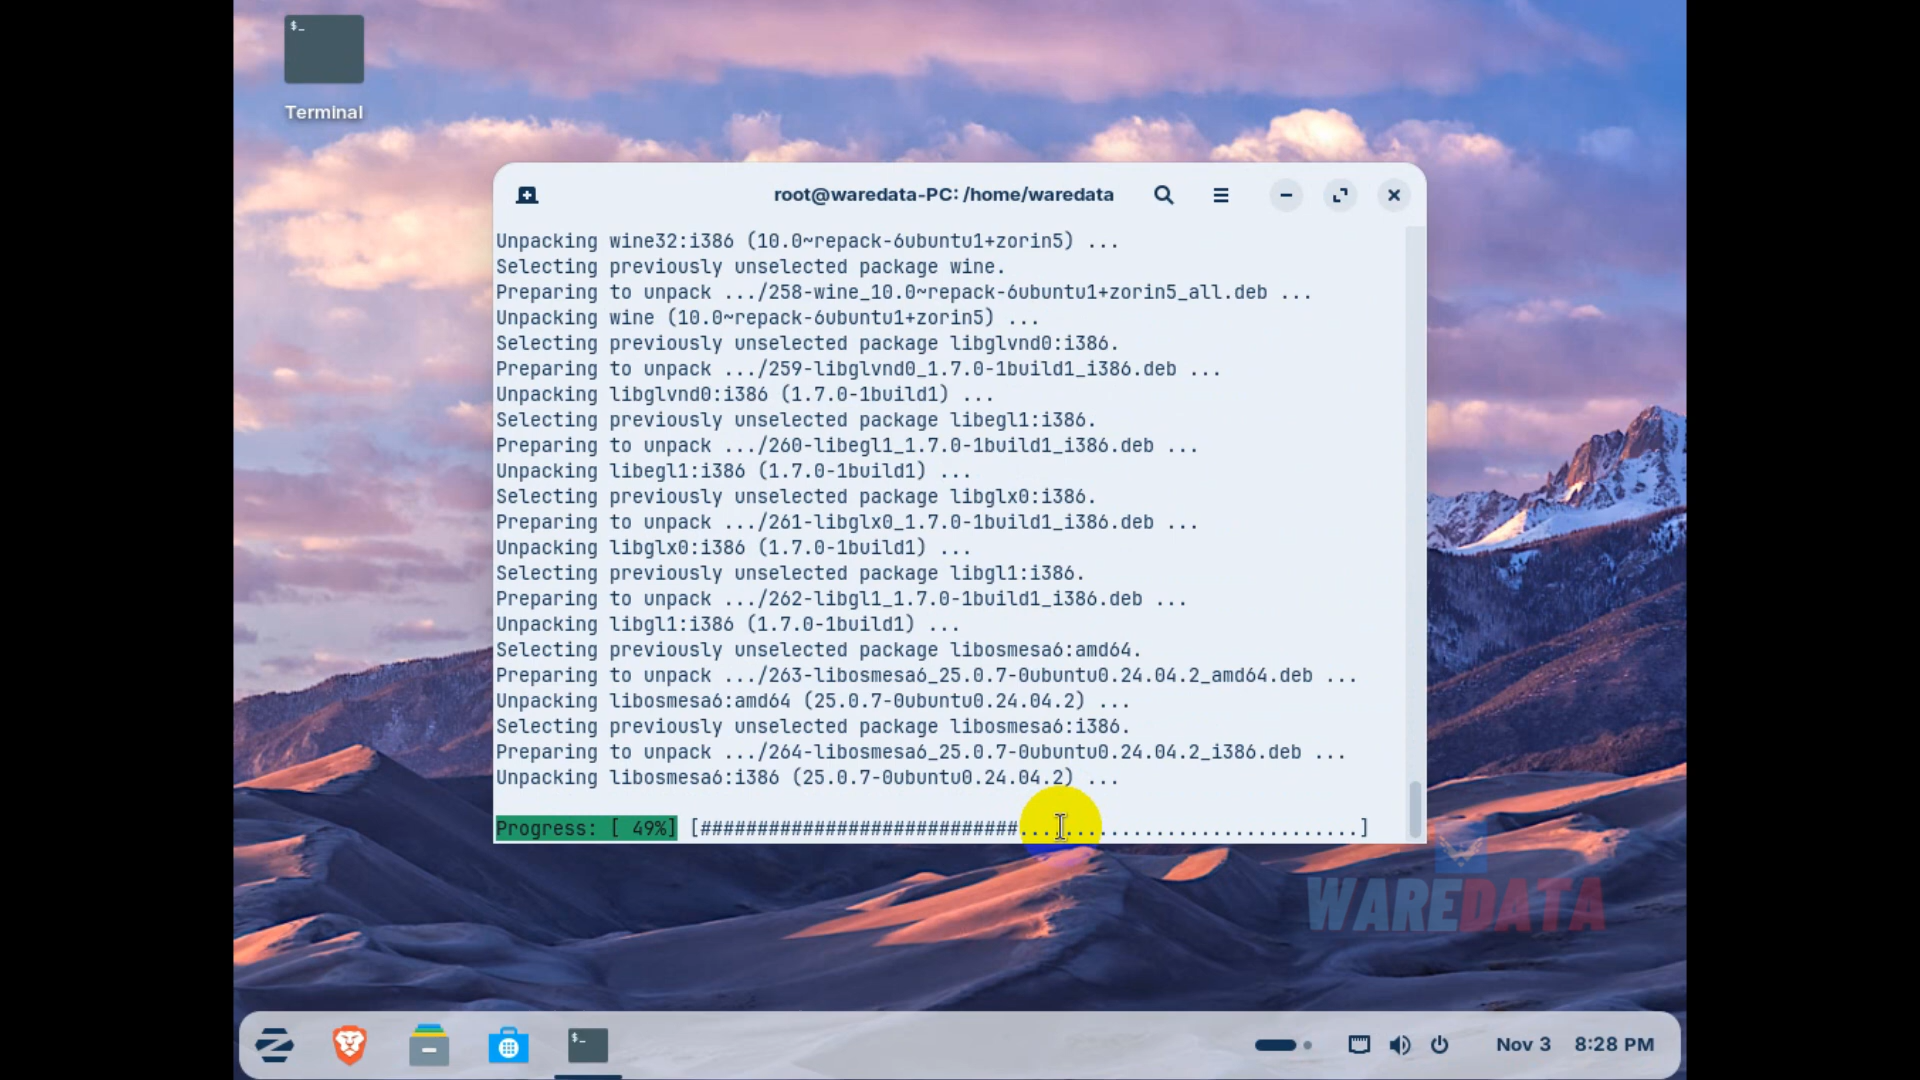 $_
Terminal
root@waredata-PC: /home/waredata
Unpacking wine32:i386 (10.0~repack-6ubuntu1+zorin5) ...
Selecting previously unselected package wine.
Preparing to unpack .../258-wine_10.0~repack-6ubuntu1+zorin5_all.deb ...
Unpacking wine (10.0~repack-6ubuntu1+zorin5) ...
Selecting previously unselected package libglvnd0:i386.
Preparing to unpack .../259-libglvnd0_1.7.0-1build1_i386.deb ...
Unpacking libglvnd0:i386 (1.7.0-1build1) ...
Selecting previously unselected package libegl1:i386.
Preparing to unpack .../260-libegl1_1.7.0-1build1_i386.deb ...
Unpacking libegl1:i386 (1.7.0-1build1) ...
Selecting previously unselected package libglx0:i386.
Preparing to unpack .../261-libglx0_1.7.0-1build1_i386.deb ...
Unpacking libglx0:i386 (1.7.0-1build1) ...
Selecting previously unselected package libgl1:i386.
Preparing to unpack .../262-libgl1_1.7.0-1build1_i386.deb ...
Unpacking libgl1:i386 (1.7.0-1build1) ...
Selecting previously unselected package libosmesa6:amd64.
Preparing to unpack .../263-libosmesa6_25.0.7-0ubuntu0.24.04.2_amd64.deb ...
Unpacking libosmesa6:amd64 (25.0.7-0ubuntu0.24.04.2) ...
Selecting previously unselected package libosmesa6:i386.
Preparing to unpack .../264-libosmesa6_25.0.7-0ubuntu0.24.04.2_i386.deb ...
Unpacking libosmesa6:i386 (25.0.7-0ubuntu0.24.04.2) ...
Progress: [ 49%] [############################..............................]
WAREDATA
$_
Nov 3 8:28 PM